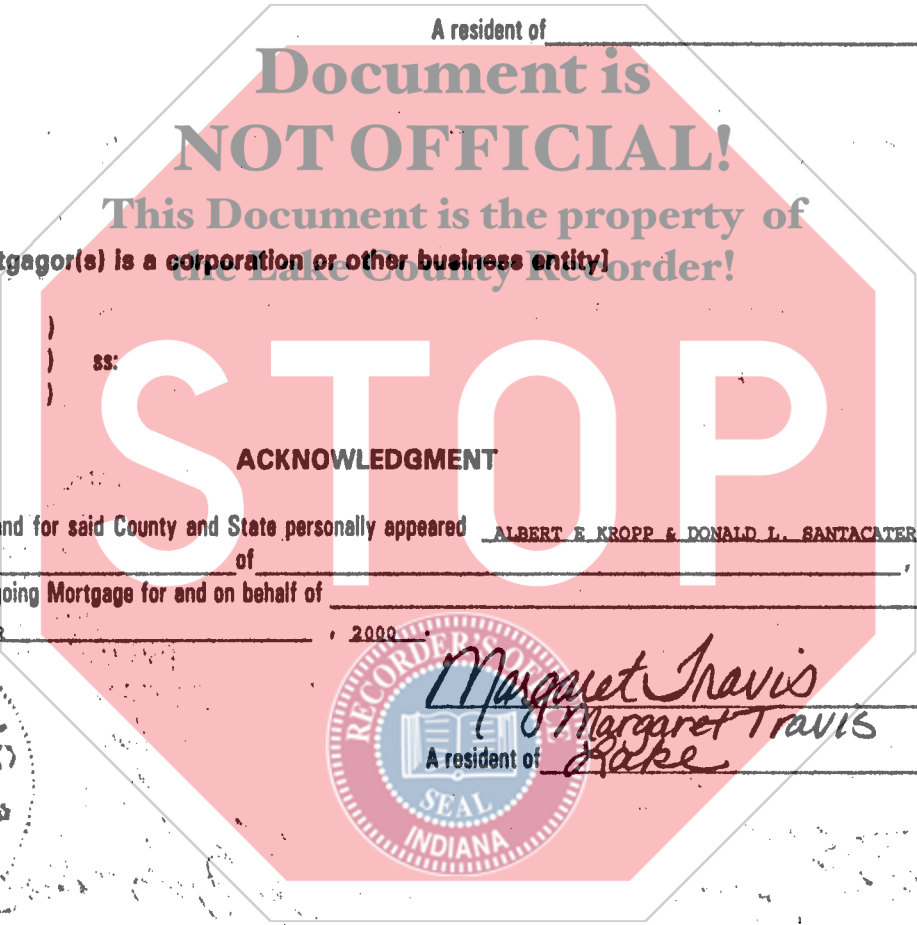 A resident of
Document is
NOT OFFICIAL!
This Document is the property of
the Lake County Recorder!
tgagor(s) is a corporation or other business entity]
)
) ss:
)
STOP
ACKNOWLEDGMENT
and for said County and State personally appeared ALBERT E KROPP & DONALD L. SANTACATER
of ,
oing Mortgage for and on behalf of
R , 2000 .
Margaret Travis
Margaret Travis
A resident of Lake
RECORDER'S OFFICE
SEAL
INDIANA